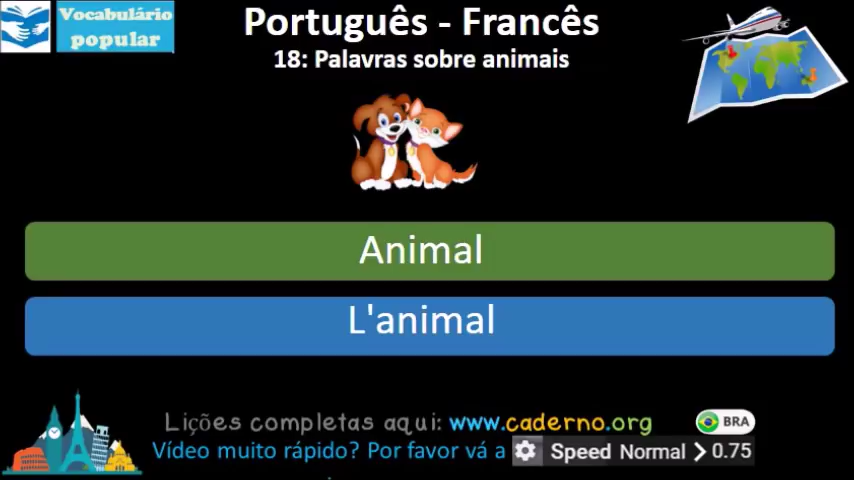 Vocabulário
popular
Português - Francês
18: Palavras sobre animais
Animal
L'animal
Lições completas aqui: www.caderno.org
BRA
Vídeo muito rápido? Por favor vá a
Speed Normal > 0.75